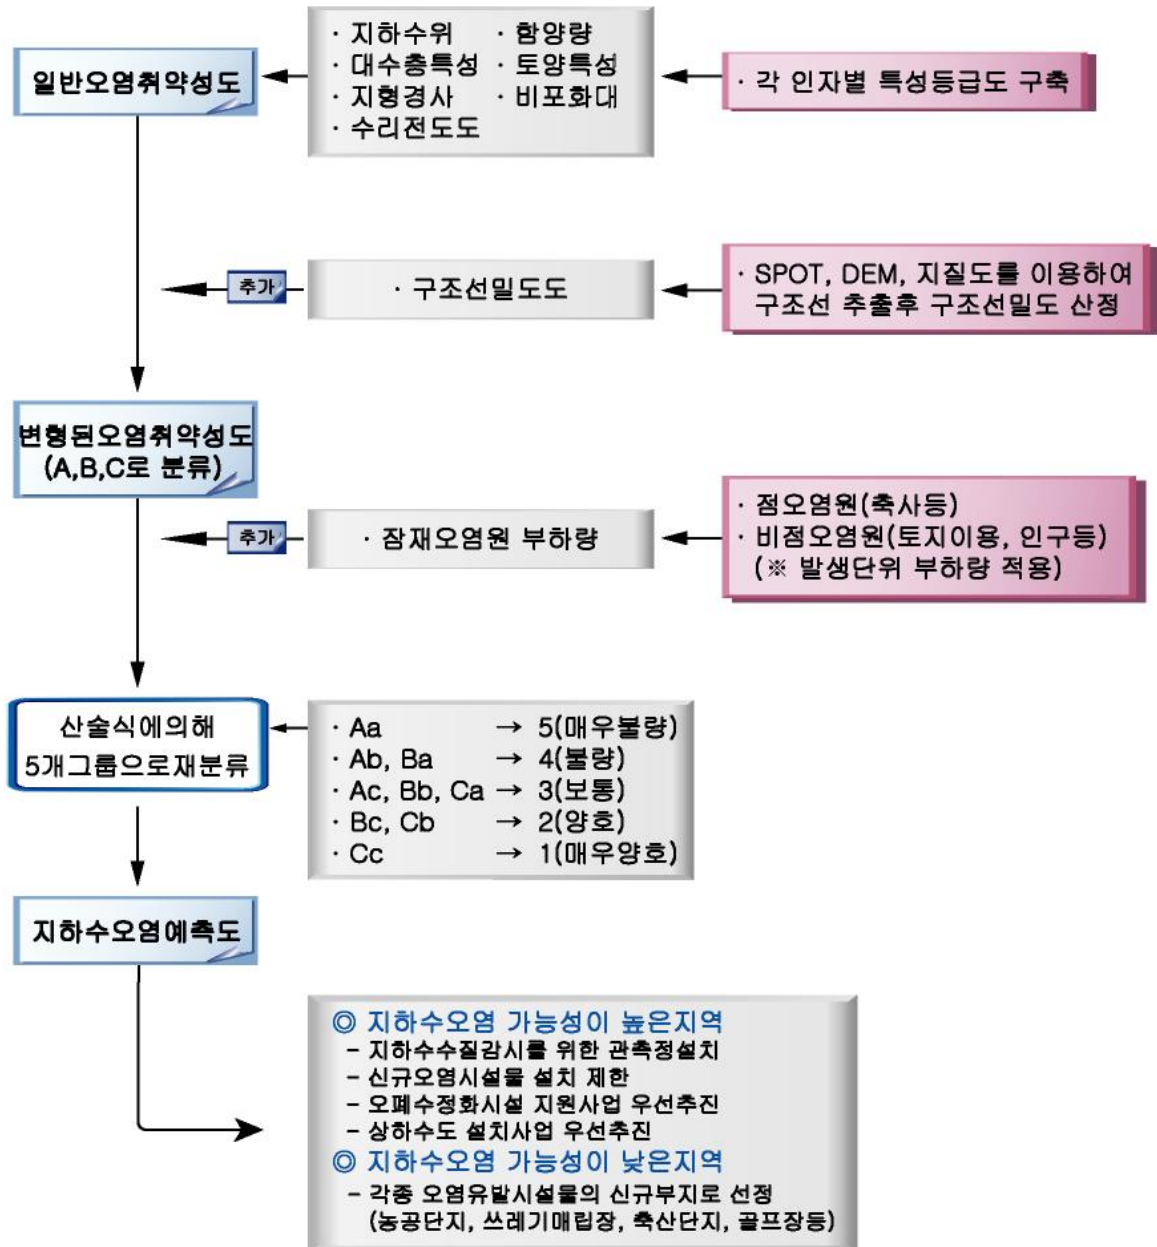 일반오염취약성도
· 지하수위 · 함양량
· 대수층특성 · 토양특성
· 지형경사 · 비포화대
· 수리전도도
· 각 인자별 특성등급도 구축
추가
· 구조선밀도도
· SPOT, DEM, 지질도를 이용하여
구조선 추출후 구조선밀도 산정
변형된오염취약성도
(A,B,C로 분류)
추가
· 잠재오염원 부하량
· 점오염원(축사등)
· 비점오염원(토지이용, 인구등)
(※ 발생단위 부하량 적용)
산술식에의해
5개그룹으로재분류
· Aa → 5(매우불량)
· Ab, Ba → 4(불량)
· Ac, Bb, Ca → 3(보통)
· Bc, Cb → 2(양호)
· Cc → 1(매우양호)
지하수오염예측도
◎ 지하수오염 가능성이 높은지역
- 지하수수질감시를 위한 관측정설치
- 신규오염시설물 설치 제한
- 오폐수정화시설 지원사업 우선추진
- 상하수도 설치사업 우선추진
◎ 지하수오염 가능성이 낮은지역
- 각종 오염유발시설물의 신규부지로 선정
(농공단지, 쓰레기매립장, 축산단지, 골프장등)